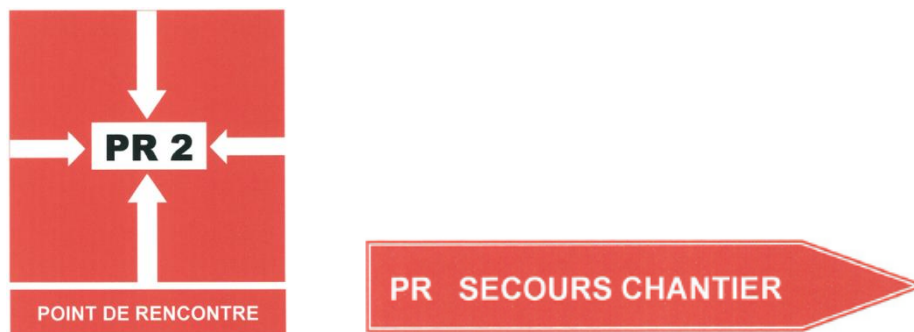 PR 2
POINT DE RENCONTRE
PR SECOURS CHANTIER